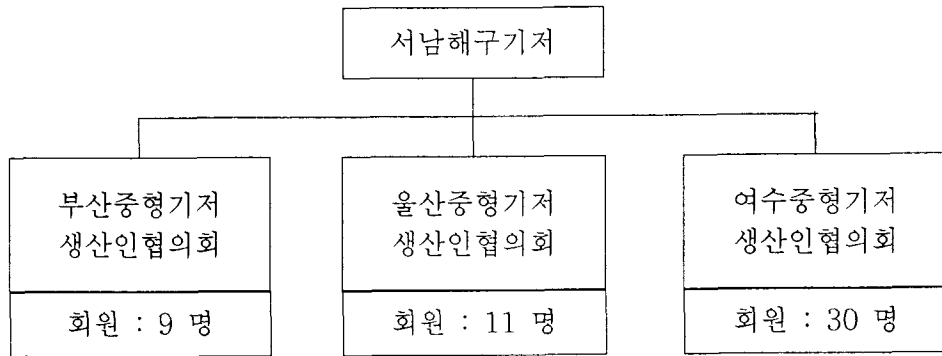 서남해구기저
부산중형기저
생산인협의회
회원 : 9 명
울산중형기저
생산인협의회
회원 : 11 명
여수중형기저
생산인협의회
회원 : 30 명